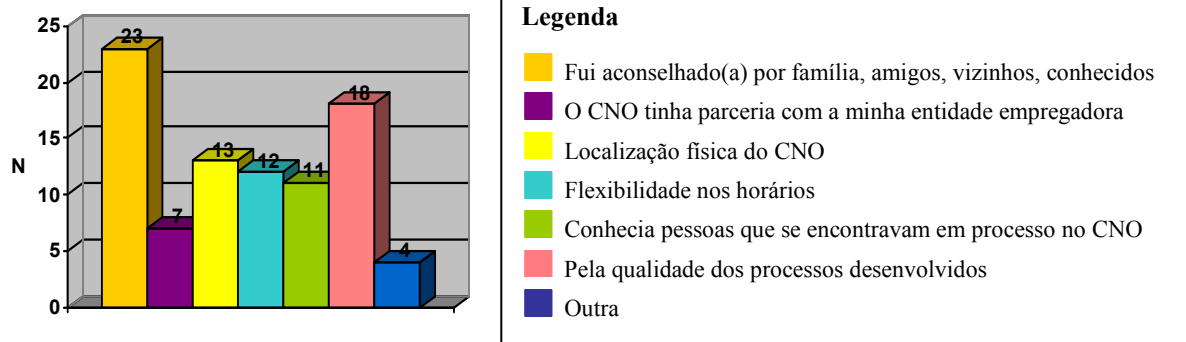 25
20
15
10
5
0
N
23
7
13
12
11
18
4
Legenda
Fui aconselhado(a) por família, amigos, vizinhos, conhecidos
O CNO tinha parceria com a minha entidade empregadora
Localização física do CNO
Flexibilidade nos horários
Conhecia pessoas que se encontravam em processo no CNO
Pela qualidade dos processos desenvolvidos
Outra